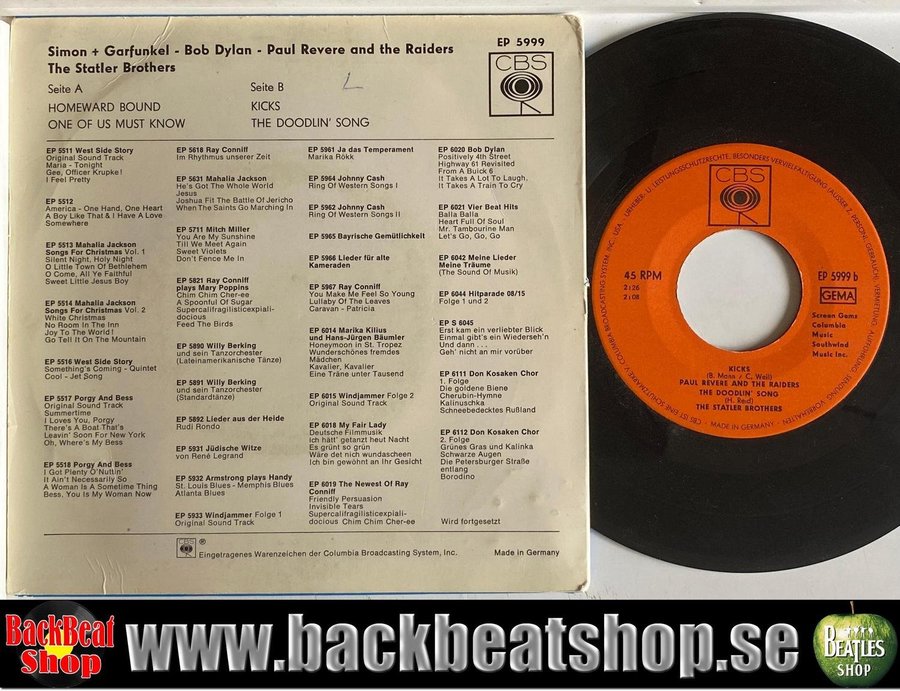 Simon + Garfunkel - Bob Dylan - Paul Revere and the Raiders
The Statler Brothers
EP 5999
CBS
Seite A
HOMEWARD BOUND
ONE OF US MUST KNOW
Seite B
KICKS
THE DOODLIN' SONG
EP 5511 West Side Story
Original Sound Track
Maria - Tonight
Gee, Officer Krupke!
I Feel Pretty
EP 5512
America - One Hand, One Heart
A Boy Like That & I Have A Love
Somewhere
EP 5513 Mahalia Jackson
Songs For Christmas Vol. 1
Silent Night, Holy Night
O Little Town Of Bethlehem
O Come, All Ye Faithful
Sweet Little Jesus Boy
EP 5514 Mahalia Jackson
Songs For Christmas Vol. 2
White Christmas
No Room In The Inn
Joy To The World!
Go Tell It On The Mountain
EP 5516 West Side Story
Something's Coming - Quintet
Cool - Jet Song
EP 5517 Porgy And Bess
Original Sound Track
Summertime
I Loves You, Porgy
There's A Boat That's
Leavin' Soon For New York
Oh, Where's My Bess
EP 5518 Porgy And Bess
I Got Plenty O'Nuttin'
It Ain't Necessarily So
A Woman Is A Sometime Thing
Bess, You Is My Woman Now
EP 5618 Ray Conniff
Im Rhythmus unserer Zeit
EP 5631 Mahalia Jackson
He's Got The Whole World
Jesus
Joshua Fit The Battle Of Jericho
When The Saints Go Marching In
EP 5711 Mitch Miller
You Are My Sunshine
Till We Meet Again
Sweet Violets
Don't Fence Me In
EP 5821 Ray Conniff
plays Mary Poppins
Chim Chim Cher-ee
A Spoonful Of Sugar
Supercalifragilisticexpiali-
docious
Feed The Birds
EP 5890 Willy Berking
und sein Tanzorchester
(Lateinamerikanische Tänze)
EP 5891 Willy Berking
und sein Tanzorchester
(Standardtänze)
EP 5892 Lieder aus der Heide
Rudi Rondo
EP 5931 Jüdische Witze
von René Legrand
EP 5932 Armstrong plays Handy
St. Louis Blues - Memphis Blues
Atlanta Blues
EP 5933 Windjammer Folge 1
Original Sound Track
EP 5961 Ja das Temperament
Marika Rökk
EP 5964 Johnny Cash
Ring Of Western Songs I
EP 5962 Johnny Cash
Ring Of Western Songs II
EP 5965 Bayrische Gemütlichkeit
EP 5966 Lieder für alte
Kameraden
EP 5967 Ray Conniff
You Make Me Feel So Young
Lullaby Of The Leaves
Caravan - Patricia
EP 6014 Marika Kilius
und Hans-Jürgen Bäumler
Honeymoon in St. Tropez
Wunderschönes fremdes
Mädchen
Kavalier, Kavalier
Eine Träne unter Tausend
EP 6015 Windjammer Folge 2
Original Sound Track
EP 6018 My Fair Lady
Deutsche Filmmusik
Ich hätt' getanzt heut Nacht
Es grünt so grün
Wäre det nich wundascheen
Ich bin gewöhnt an Ihr Gesicht
EP 6019 The Newest Of Ray
Conniff
Friendly Persuasion
Invisible Tears
Supercalifragilisticexpiali-
docious Chim Chim Cher-ee
EP 6020 Bob Dylan
Positively 4th Street
Highway 61 Revisited
From A Buick 6
It Takes A Lot To Laugh,
It Takes A Train To Cry
EP 6021 Vier Beat Hits
Balla Balla
Heart Full Of Soul
Mr. Tambourine Man
Let's Go, Go, Go
EP 6042 Meine Lieder
Meine Träume
(The Sound Of Musik)
EP 6044 Hitparade 08/15
Folge 1 und 2
EP S 6045
Erst kam ein verliebter Blick
Einmal gibt's ein Wiederseh'n
Und dann . . .
Geh' nicht an mir vorüber
EP 6111 Don Kosaken Chor
1. Folge
Die goldene Biene
Cherubin-Hymne
Kalinuschka
Schneebedecktes Rußland
EP 6112 Don Kosaken Chor
2. Folge
Grünes Gras und Kalinka
Schwarze Augen
Die Petersburger Straße
entlang
Borodino
Wird fortgesetzt
CBS ® Eingetragenes Warenzeichen der Columbia Broadcasting System, Inc.
Made in Germany
CBS
45 RPM
2:26
2:08
EP 5999 b
GEMA
Screen Gems
Columbia
Music
Southwind
Music Inc.
KICKS
(B. Mann / C. Weil)
PAUL REVERE AND THE RAIDERS
THE DOODLIN' SONG
(H. Reid)
THE STATLER BROTHERS
URHEBER- U. LEISTUNGSSCHUTZRECHTE, BESONDERS VERVIELFÄLTIGUNG (AUSSER Z. PERSÖNL. GEBRAUCH), VERMIETUNG, AUFFÜHRUNG, SENDUNG VORBEHALTEN
CBS IST EINE SCHUTZMARKE V. COLUMBIA BROADCASTING SYSTEM, INC., USA
MADE IN GERMANY
BackBeat
Shop
www.backbeatshop.se
BEATLES
SHOP